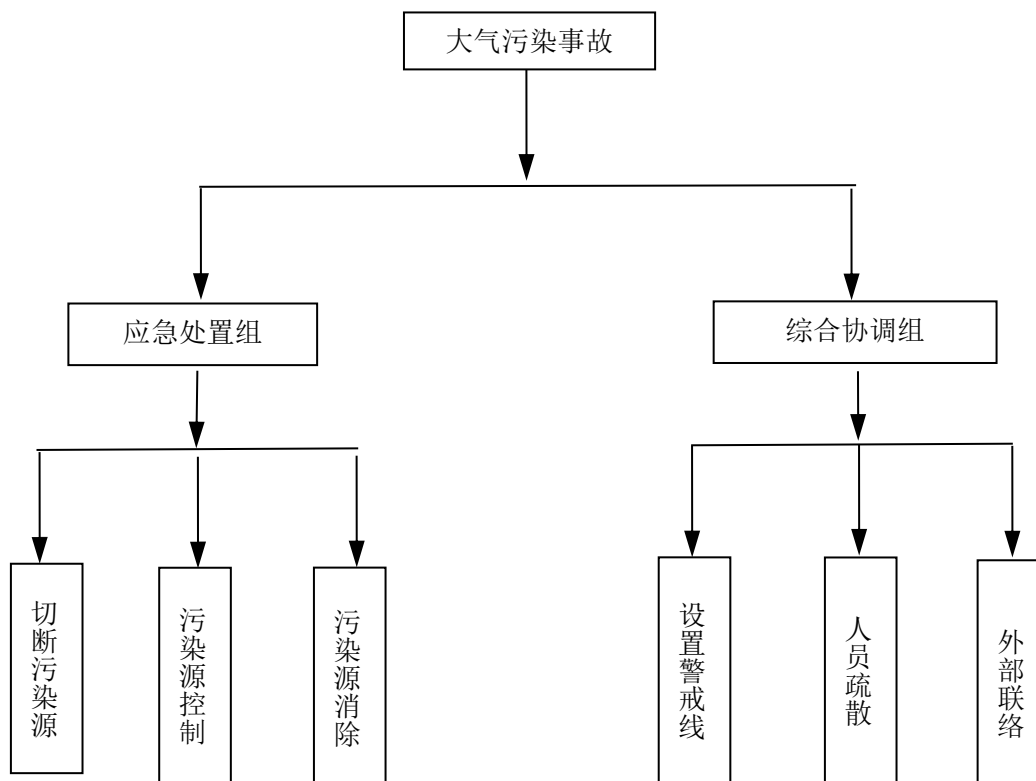 大气污染事故
应急处置组
综合协调组
切断污染源
污染源控制
污染源消除
设置警戒线
人员疏散
外部联络